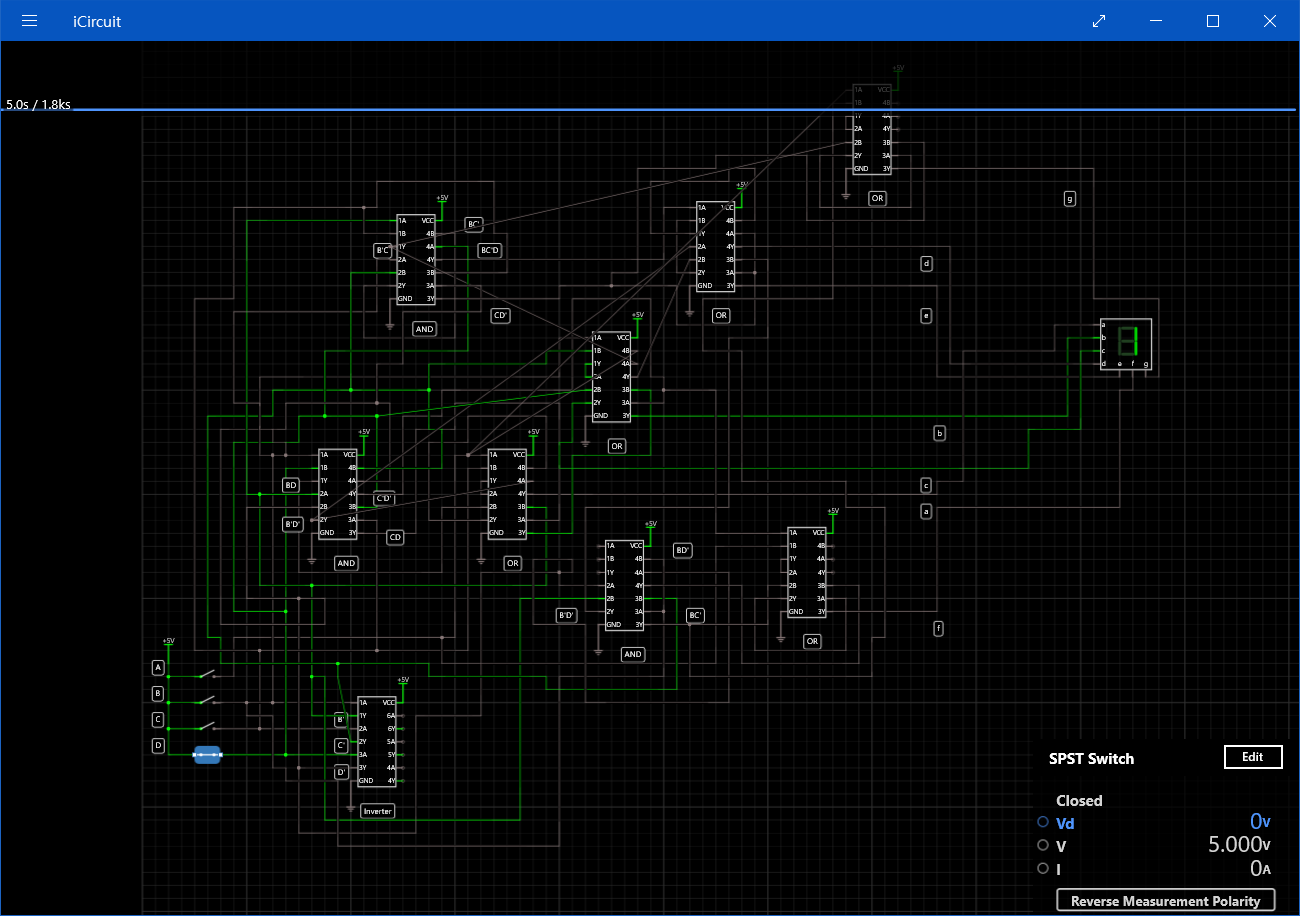 iCircuit
5.0s / 1.8ks
+5V
1A VCC
1B 4B
1Y 4A
2A 4Y
2B 3B
2Y 3A
GND 3Y
OR
g
+5V
1A VCC
1B 4B
1Y 4A
2A 4Y
2B 3B
2Y 3A
GND 3Y
OR
d
e
+5V
1A VCC
1B 4B
1Y 4A
2A 4Y
2B 3B
2Y 3A
GND 3Y
BC'
B'C
BC'D
CD'
AND
+5V
1A
1B 4B
1Y 4A
2A 4Y
2B 3B
2Y 3A
GND 3Y
OR
a
b
c
d e f g
b
+5V
1A VCC
1B 4B
1Y 4A
2A 4Y
2B 3B
2Y 3A
GND 3Y
BD
C'D'
B'D'
CD
AND
+5V
1A VCC
1B 4B
1Y 4A
2A 4Y
2B 3B
2Y 3A
GND 3Y
OR
c
a
+5V
1A VCC
1B 4B
1Y 4A
2A 4Y
2B 3B
2Y 3A
GND 3Y
BD'
B'D'
BC'
AND
+5V
1A VCC
1B 4B
1Y 4A
2A 4Y
2B 3B
2Y 3A
GND 3Y
OR
f
+5V
A
B
C
D
+5V
1A VCC
1Y 6A
2A 6Y
2Y 5A
3A 5Y
3Y 4A
GND 4Y
B'
C'
D'
Inverter
SPST Switch
Edit
Closed
Vd 0V
V 5.000V
I 0A
Reverse Measurement Polarity